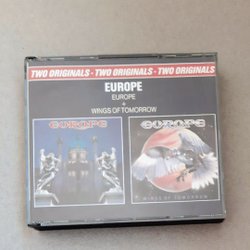 TWO ORIGINALS · TWO ORIGINALS · TWO ORIGINALS
EUROPE
EUROPE
+
WINGS OF TOMORROW
EUROPE
EUROPE
WINGS OF TOMORROW